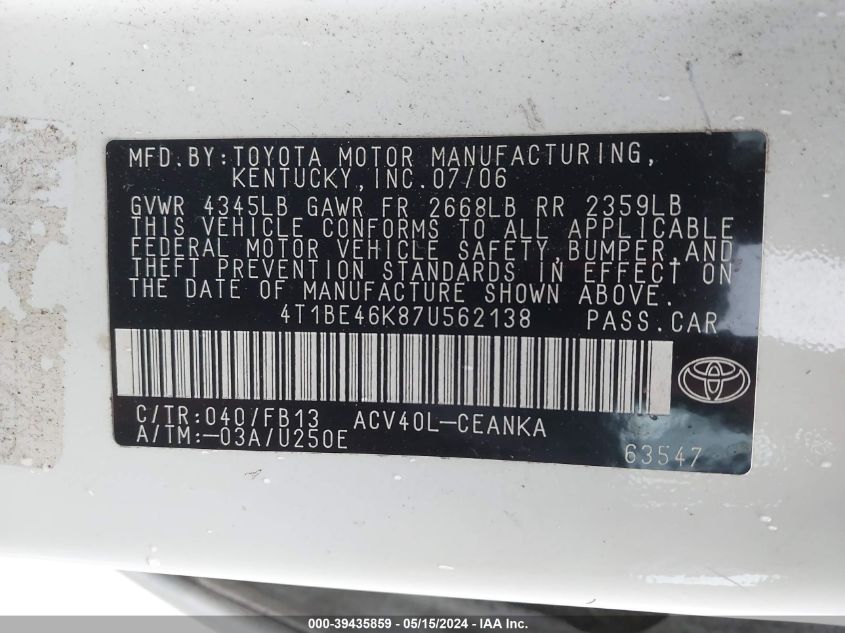 MFD.BY:TOYOTA MOTOR MANUFACTURING,
KENTUCKY,INC.07/06
GVWR 4345LB GAWR FR 2668LB RR 2359LB
THIS VEHICLE CONFORMS TO ALL APPLICABLE
FEDERAL MOTOR VEHICLE SAFETY,BUMPER,AND
THEFT PREVENTION STANDARDS IN EFFECT ON
THE DATE OF MANUFACTURE SHOWN ABOVE.
4T1BE46K87U562138 PASS.CAR
C/TR:040/FB13 ACV40L-CEANKA
A/TM:-03A/U250E
63547
000-39435859 - 05/15/2024 - IAA Inc.